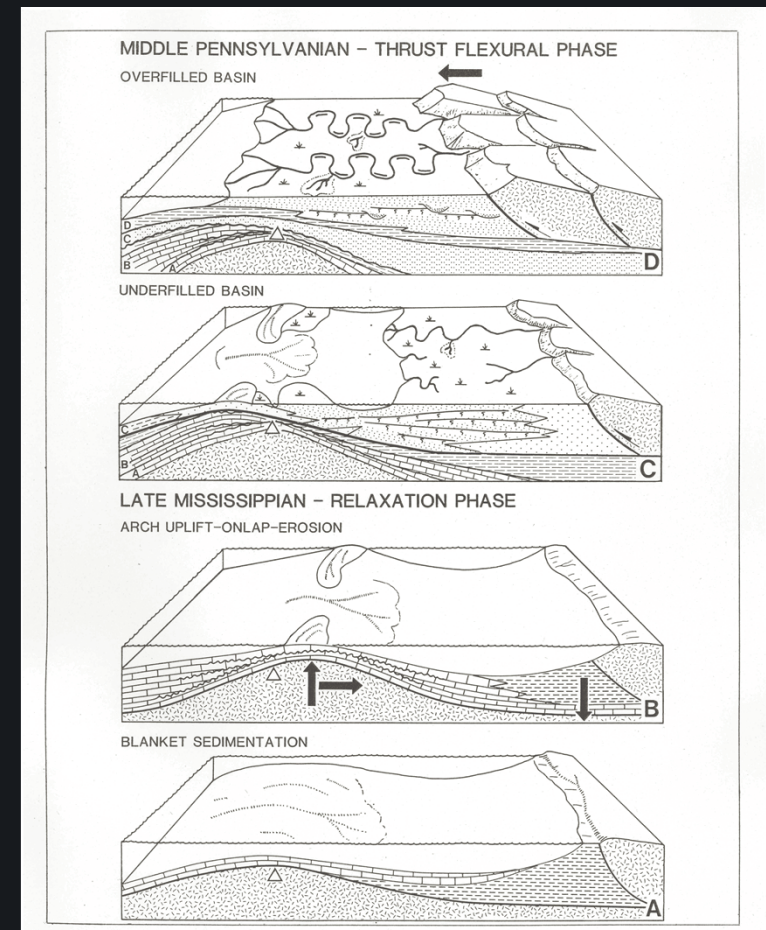 MIDDLE PENNSYLVANIAN – THRUST FLEXURAL PHASE
OVERFILLED BASIN
D
C
B
A
D
UNDERFILLED BASIN
C
B
A
C
LATE MISSISSIPPIAN – RELAXATION PHASE
ARCH UPLIFT–ONLAP–EROSION
B
BLANKET SEDIMENTATION
A